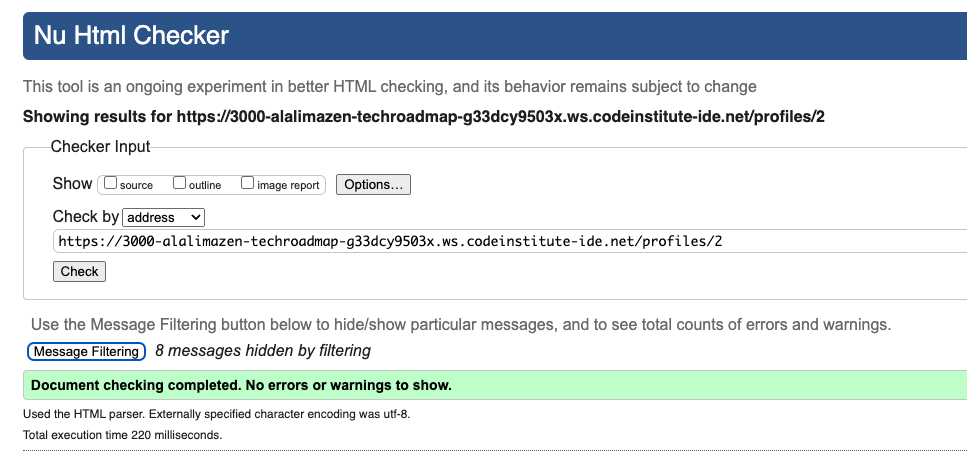 Nu Html Checker
This tool is an ongoing experiment in better HTML checking, and its behavior remains subject to change
Showing results for https://3000-alalimazen-techroadmap-g33dcy9503x.ws.codeinstitute-ide.net/profiles/2
Checker Input
Show source outline image report Options...
Check by address
https://3000-alalimazen-techroadmap-g33dcy9503x.ws.codeinstitute-ide.net/profiles/2
Check
Use the Message Filtering button below to hide/show particular messages, and to see total counts of errors and warnings.
Message Filtering 8 messages hidden by filtering
Document checking completed. No errors or warnings to show.
Used the HTML parser. Externally specified character encoding was utf-8.
Total execution time 220 milliseconds.